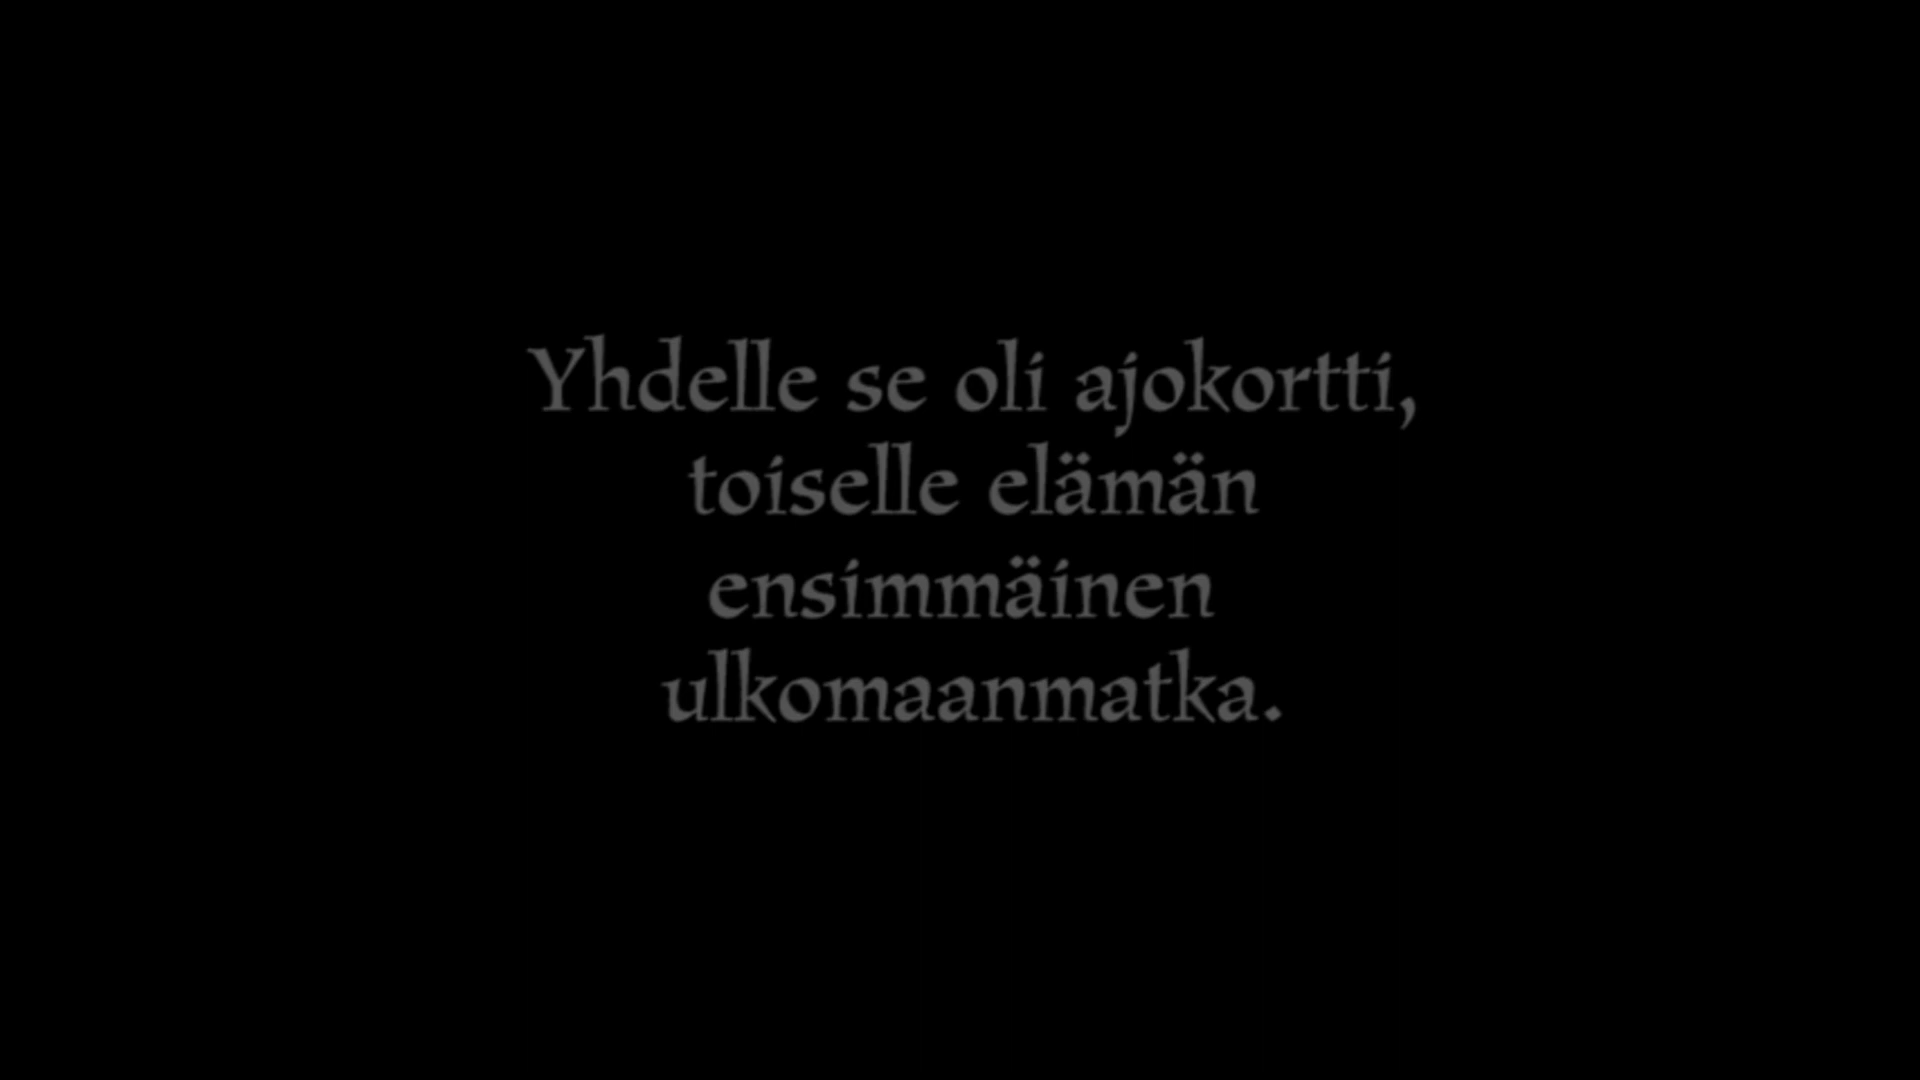 Yhdelle se oli ajokortti,
toiselle elämän
ensimmäinen
ulkomaanmatka.